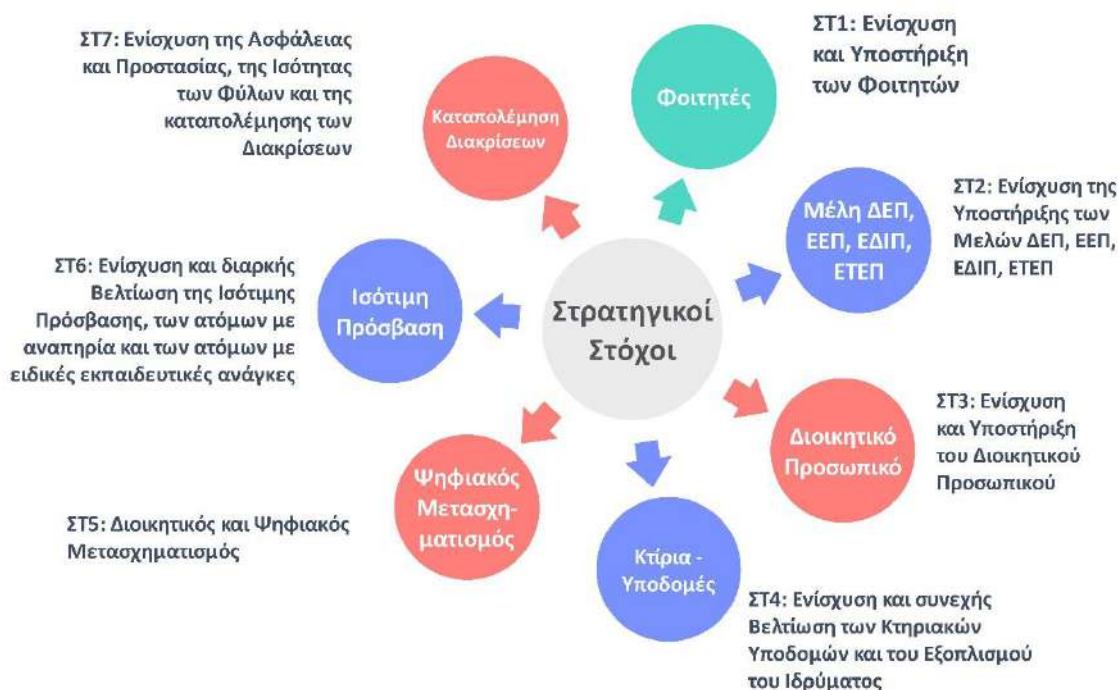 Στρατηγικοί
Στόχοι
Φοιτητές
ΣΤ1: Ενίσχυση
και Υποστήριξη
των Φοιτητών
Μέλη ΔΕΠ,
ΕΕΠ, ΕΔΙΠ,
ΕΤΕΠ
ΣΤ2: Ενίσχυση της
Υποστήριξης των
Μελών ΔΕΠ, ΕΕΠ,
ΕΔΙΠ, ΕΤΕΠ
Διοικητικό
Προσωπικό
ΣΤ3: Ενίσχυση
και Υποστήριξη
του Διοικητικού
Προσωπικού
Κτίρια -
Υποδομές
ΣΤ4: Ενίσχυση και συνεχής
Βελτίωση των Κτηριακών
Υποδομών και του Εξοπλισμού
του Ιδρύματος
Ψηφιακός
Μετασχη-
ματισμός
ΣΤ5: Διοικητικός και Ψηφιακός
Μετασχηματισμός
Ισότιμη
Πρόσβαση
ΣΤ6: Ενίσχυση και διαρκής
Βελτίωση της Ισότιμης
Πρόσβασης, των ατόμων με
αναπηρία και των ατόμων με
ειδικές εκπαιδευτικές ανάγκες
Καταπολέμηση
Διακρίσεων
ΣΤ7: Ενίσχυση της Ασφάλειας
και Προστασίας, της Ισότητας
των Φύλων και της
καταπολέμησης των
Διακρίσεων